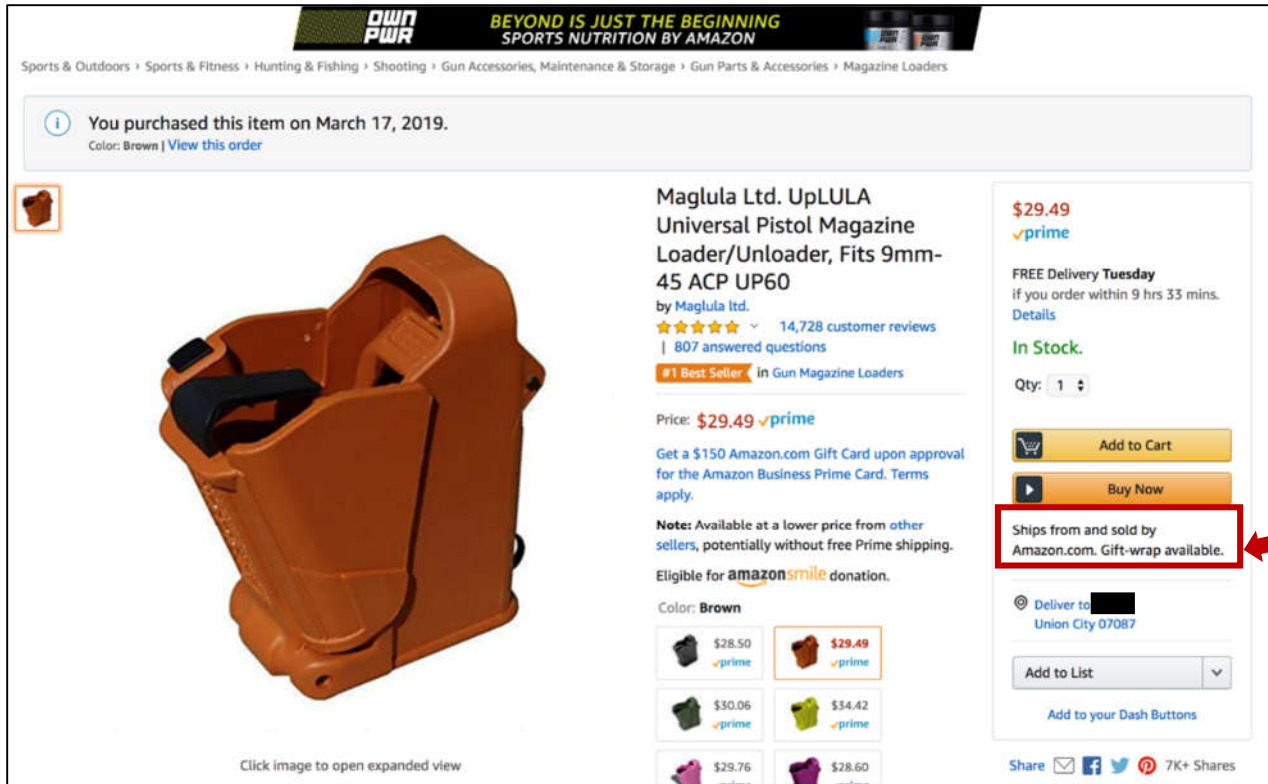 OWN PWR
BEYOND IS JUST THE BEGINNING
SPORTS NUTRITION BY AMAZON
Sports & Outdoors › Sports & Fitness › Hunting & Fishing › Shooting › Gun Accessories, Maintenance & Storage › Gun Parts & Accessories › Magazine Loaders
You purchased this item on March 17, 2019.
Color: Brown | View this order
Maglula Ltd. UpLULA
Universal Pistol Magazine
Loader/Unloader, Fits 9mm-
45 ACP UP60
by Maglula ltd.
14,728 customer reviews
| 807 answered questions
#1 Best Seller in Gun Magazine Loaders
Price: $29.49 prime
Get a $150 Amazon.com Gift Card upon approval
for the Amazon Business Prime Card. Terms
apply.
Note: Available at a lower price from other
sellers, potentially without free Prime shipping.
Eligible for amazonsmile donation.
Color: Brown
$28.50
prime
$29.49
prime
$30.06
prime
$34.42
prime
$29.76
$28.60
Click image to open expanded view
$29.49
prime
FREE Delivery Tuesday
if you order within 9 hrs 33 mins.
Details
In Stock.
Qty: 1
Add to Cart
Buy Now
Ships from and sold by
Amazon.com. Gift-wrap available.
Deliver to
Union City 07087
Add to List
Add to your Dash Buttons
Share 7K+ Shares